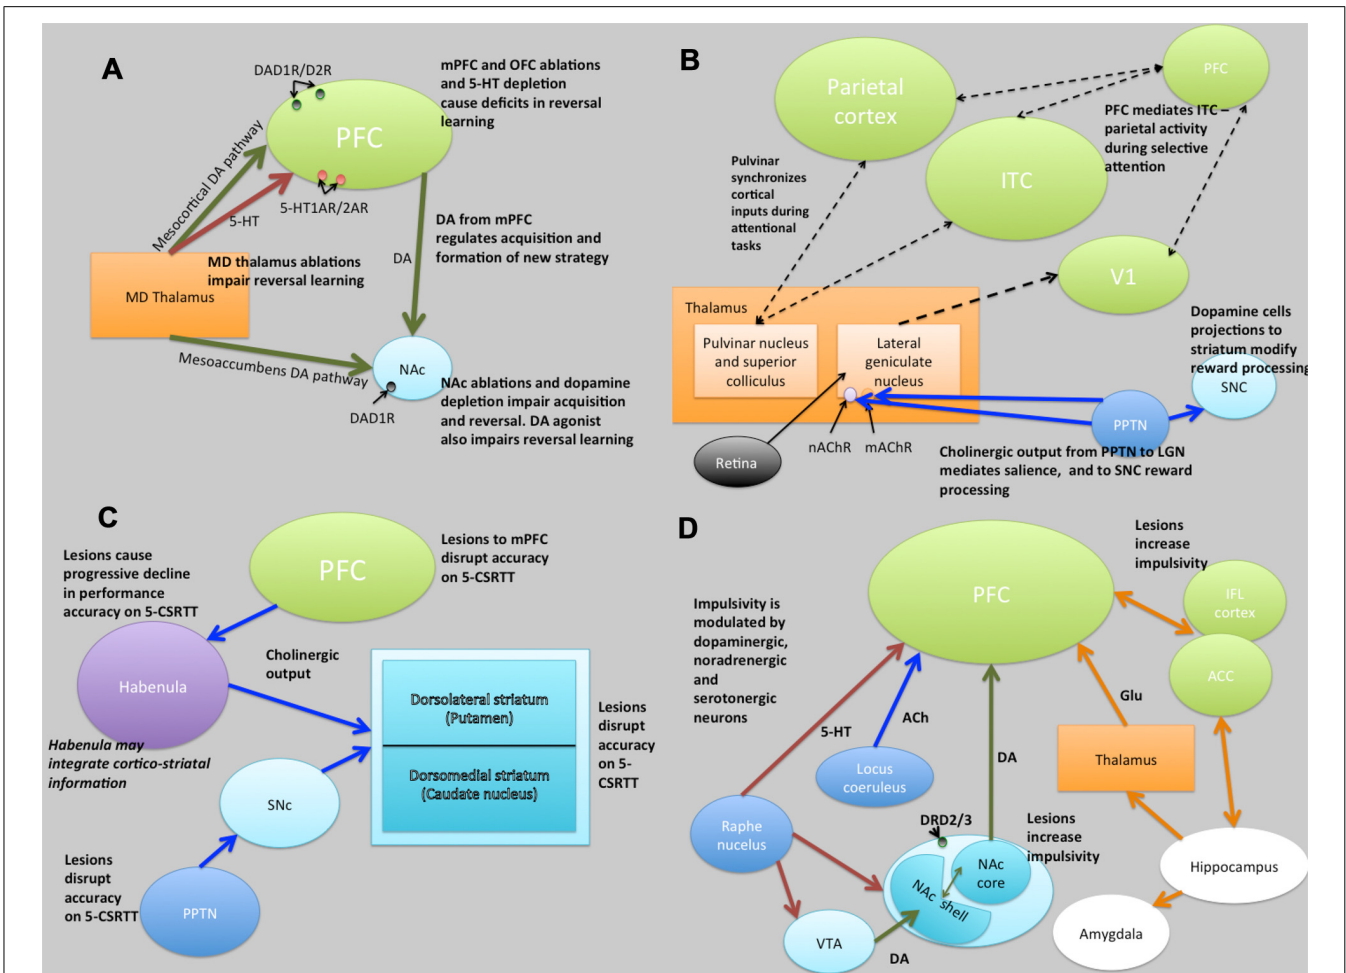 A
DAD1R/D2R
PFC
mPFC and OFC ablations
and 5-HT depletion
cause deficits in reversal
learning
Mesocortical DA pathway
5-HT
5-HT1AR/2AR
MD Thalamus
MD thalamus ablations
impair reversal learning
DA
DA from mPFC
regulates acquisition and
formation of new strategy
Mesoaccumbens DA pathway
NAc
DAD1R
NAc ablations and dopamine
depletion impair acquisition
and reversal. DA agonist
also impairs reversal learning
B
Parietal
cortex
PFC
PFC mediates ITC –
parietal activity
during selective
attention
ITC
Pulvinar
synchronizes
cortical
inputs during
attentional
tasks
V1
Thalamus
Pulvinar nucleus
and superior
colliculus
Lateral
geniculate
nucleus
Dopamine cells
projections to
striatum modify
reward processing
SNC
PPTN
nAChR
mAChR
Retina
Cholinergic output from PPTN to LGN
mediates salience, and to SNC reward
processing
C
Lesions cause
progressive decline
in performance
accuracy on 5-CSRTT
PFC
Lesions to mPFC
disrupt accuracy
on 5-CSRTT
Habenula
Cholinergic
output
Habenula may
integrate cortico-striatal
information
Dorsolateral striatum
(Putamen)
Dorsomedial striatum
(Caudate nucleus)
Lesions
disrupt
accuracy
on 5-
CSRTT
SNc
Lesions
disrupt
accuracy
on 5-CSRTT
PPTN
D
PFC
Lesions
increase
impulsivity
IFL
cortex
ACC
Impulsivity is
modulated by
dopaminergic,
noradrenergic
and
serotonergic
neurons
5-HT
ACh
Glu
DA
Locus
coeruleus
Thalamus
Raphe
nucelus
DRD2/3
Lesions
increase
impulsivity
NAc
core
NAc shell
Hippocampus
Amygdala
VTA
DA